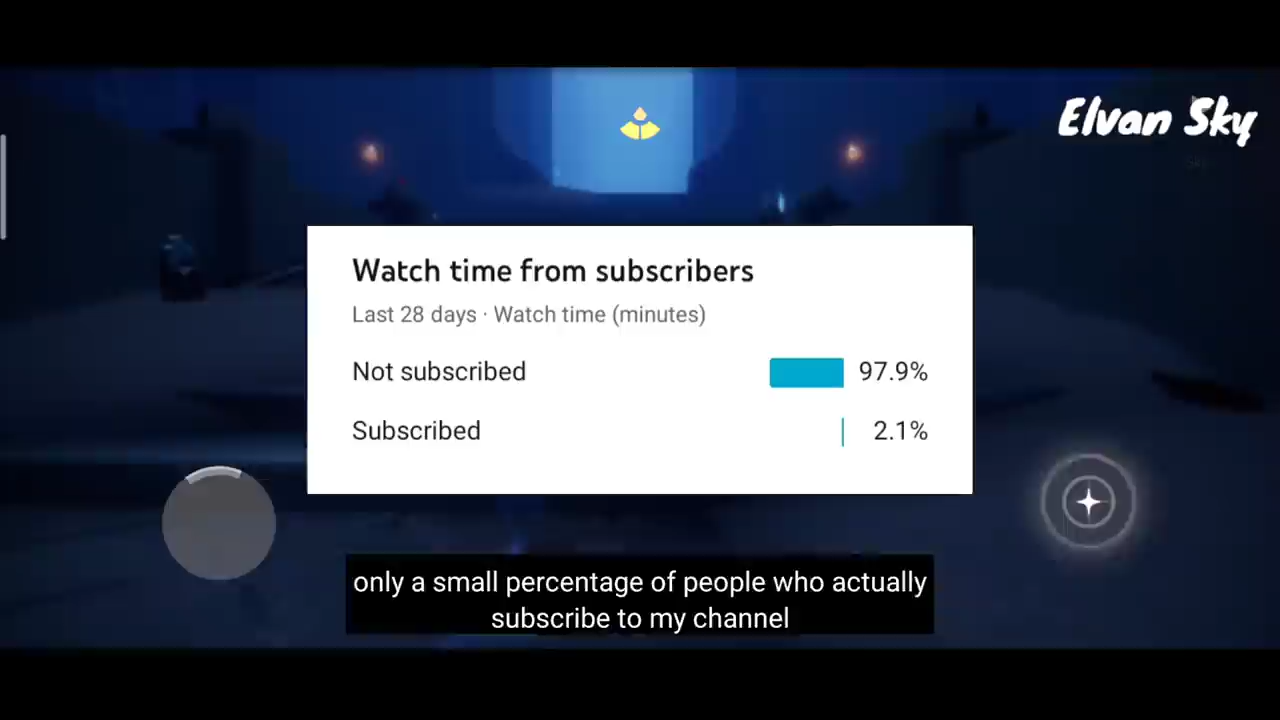 Elvan Sky
Watch time from subscribers
Last 28 days · Watch time (minutes)
Not subscribed 97.9%
Subscribed 2.1%
only a small percentage of people who actually
subscribe to my channel